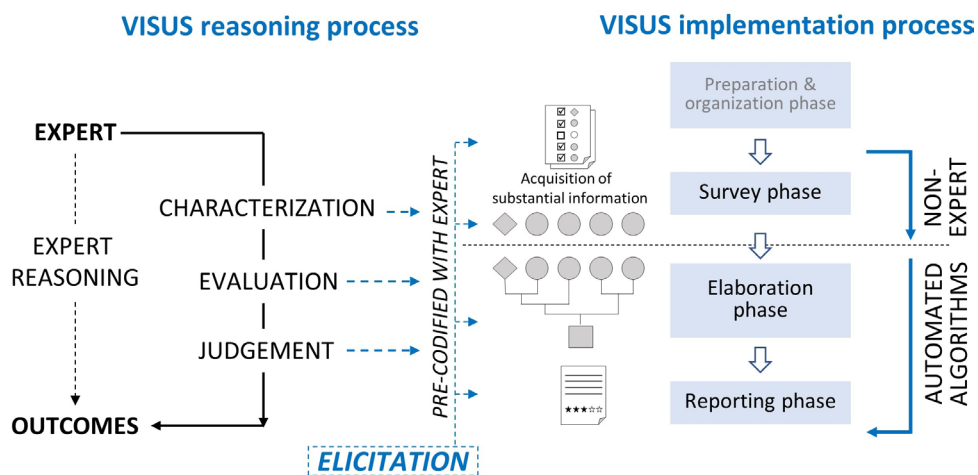 VISUS reasoning process
VISUS implementation process
EXPERT
EXPERT
REASONING
OUTCOMES
CHARACTERIZATION
EVALUATION
JUDGEMENT
PRE-CODIFIED WITH EXPERT
ELICITATION
Acquisition of
substantial information
★★★☆☆
Preparation &
organization phase
Survey phase
Elaboration
phase
Reporting phase
NON-
EXPERT
AUTOMATED
ALGORITHMS